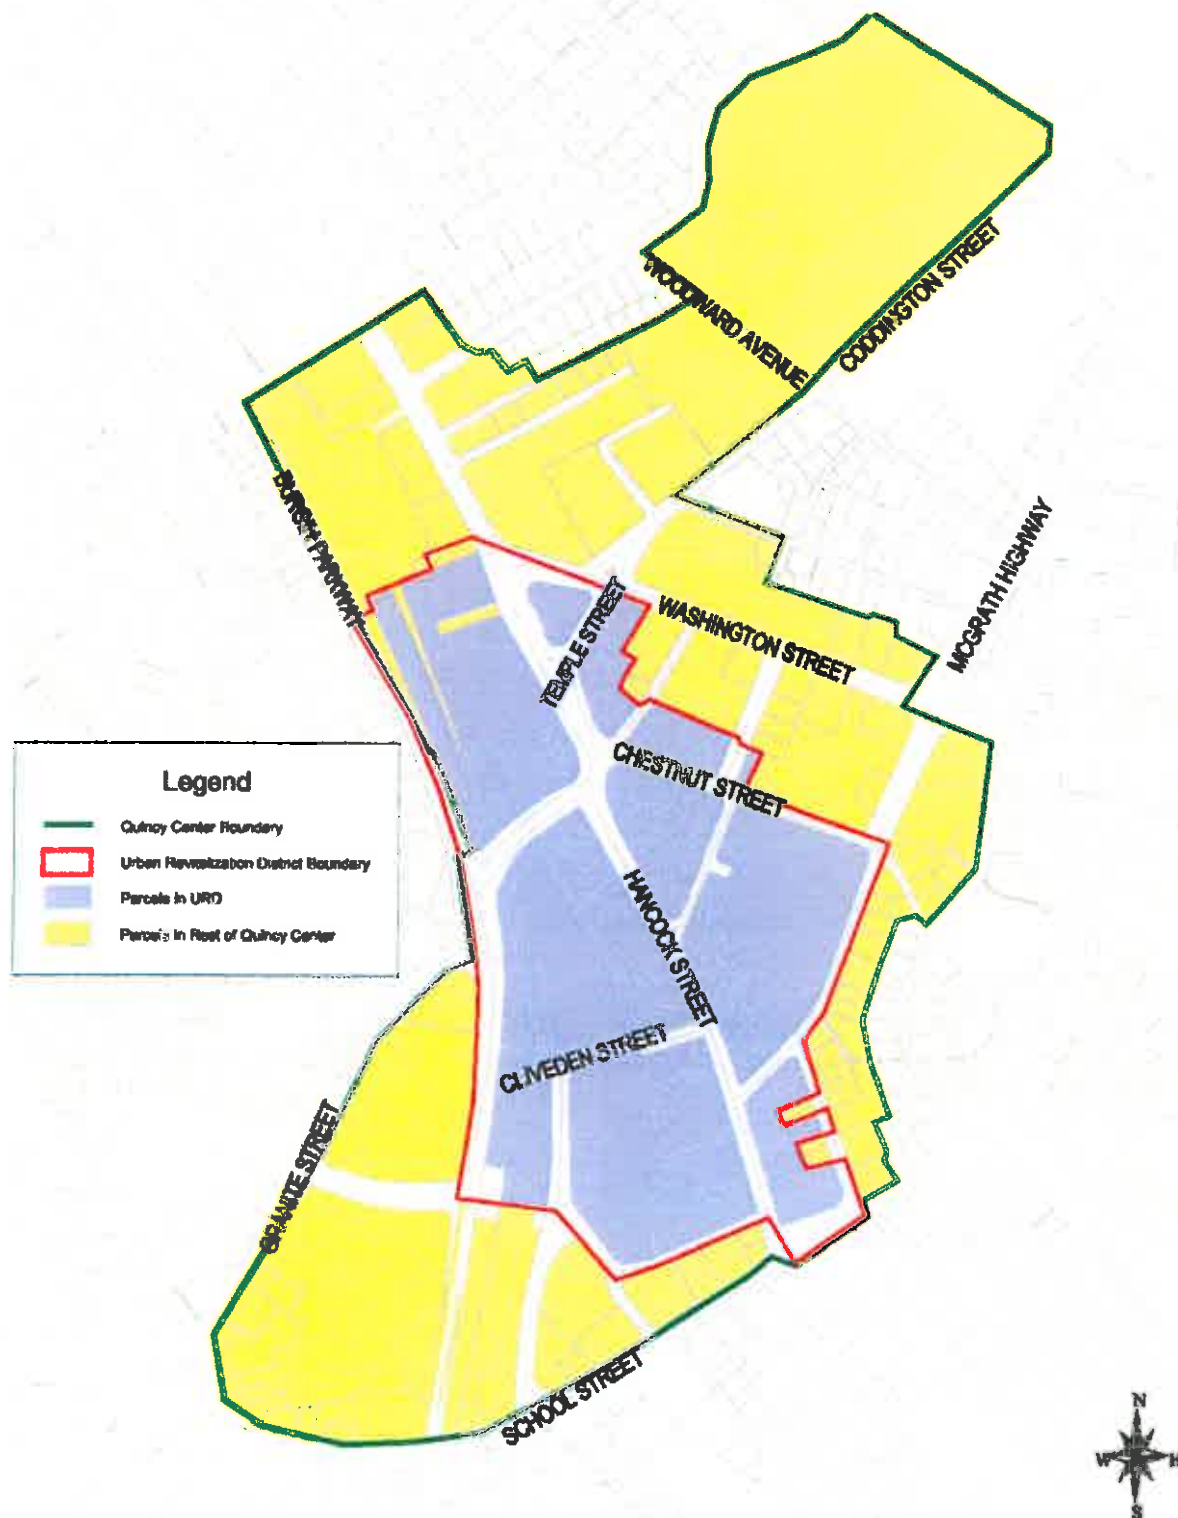 WOODWARD AVENUE
CODDINGTON STREET
BURGIN PARKWAY
MCGRATH HIGHWAY
TEMPLE STREET
WASHINGTON STREET
CHESTNUT STREET
Legend
Quincy Center Boundary
Urban Revitalization District Boundary
Parcels in URD
Parcels in Rest of Quincy Center
HANCOCK STREET
CLIVEDEN STREET
GRANITE STREET
SCHOOL STREET
N
W
S